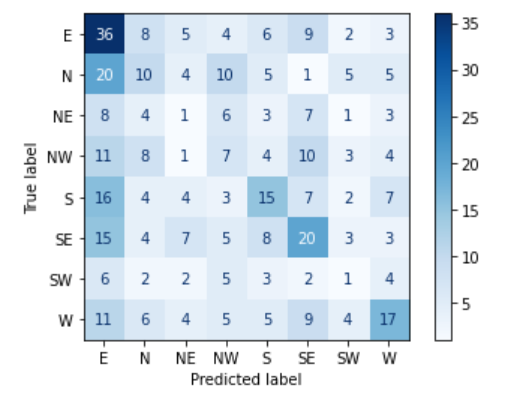 E 36 8 5 4 6 9 2 3
N 20 10 4 10 5 1 5 5
NE 8 4 1 6 3 7 1 3
NW 11 8 1 7 4 10 3 4
S 16 4 4 3 15 7 2 7
SE 15 4 7 5 8 20 3 3
SW 6 2 2 5 3 2 1 4
W 11 6 4 5 5 9 4 17
E N NE NW S SE SW W
Predicted label
True label
35
30
25
20
15
10
5